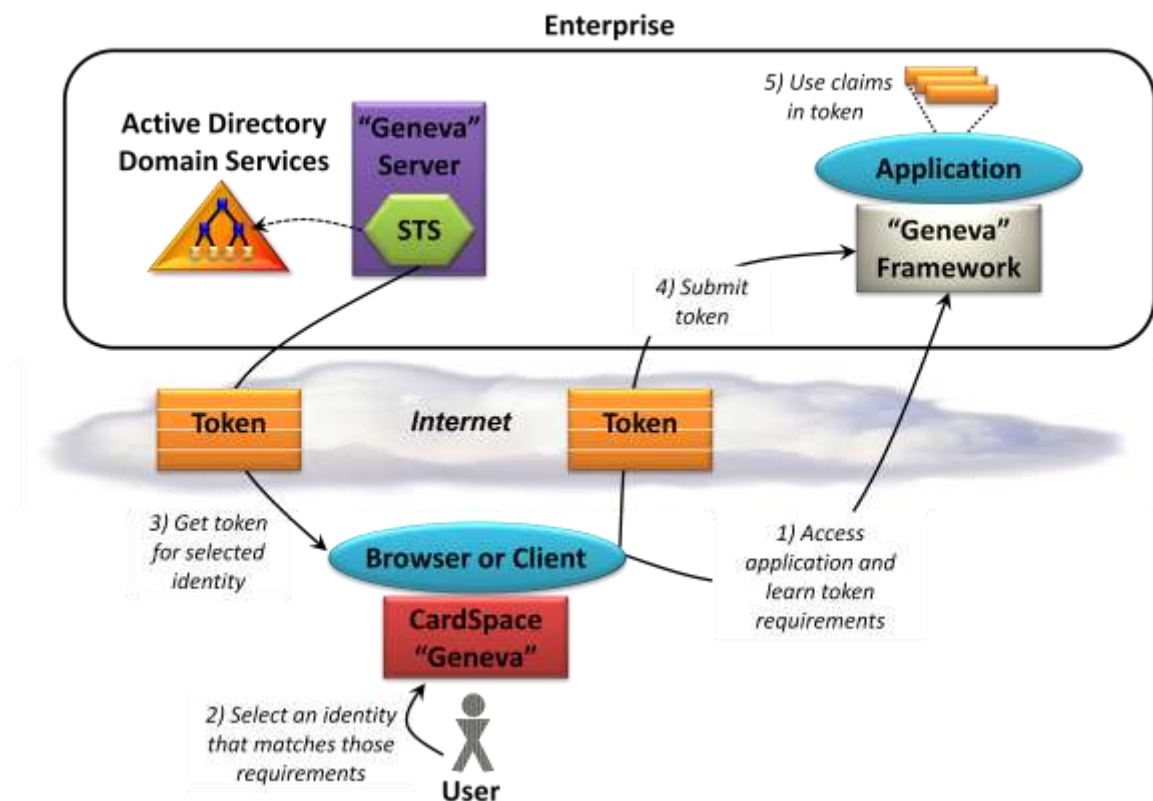 Enterprise
5) Use claims
in token
Active Directory
Domain Services
“Geneva”
Server
STS
Application
“Geneva”
Framework
4) Submit
token
Token
Internet
Token
3) Get token
for selected
identity
Browser or Client
1) Access
application and
learn token
requirements
CardSpace
“Geneva”
2) Select an identity
that matches those
requirements
User